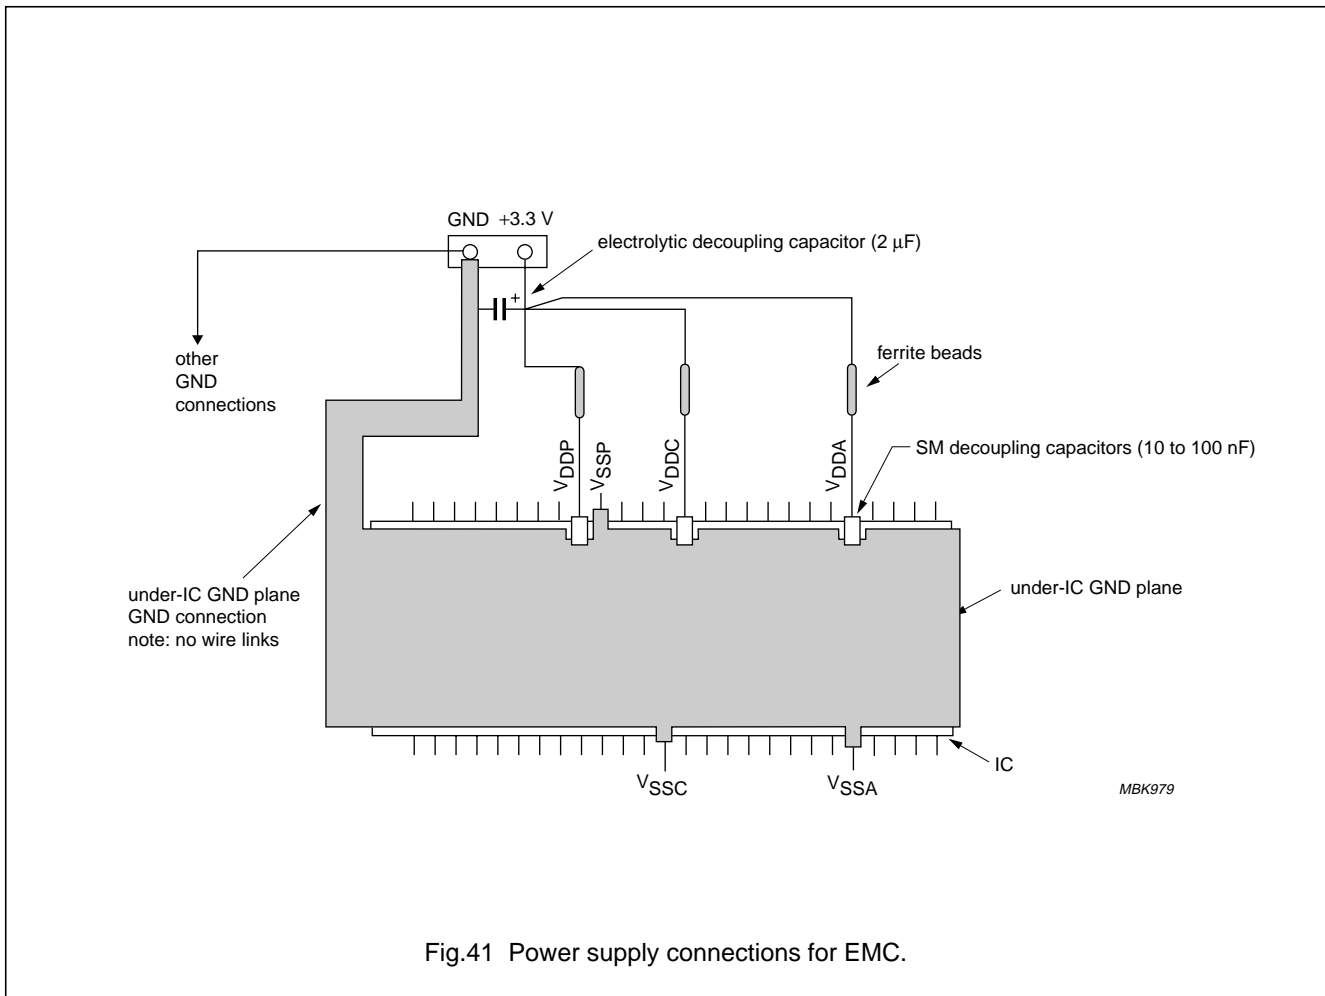 GND +3.3 V
electrolytic decoupling capacitor (2 μF)
+
other
GND
connections
ferrite beads
VDDP
VSSP
VDDC
VDDA
SM decoupling capacitors (10 to 100 nF)
under-IC GND plane
GND connection
note: no wire links
under-IC GND plane
IC
VSSC
VSSA
MBK979
Fig.41 Power supply connections for EMC.